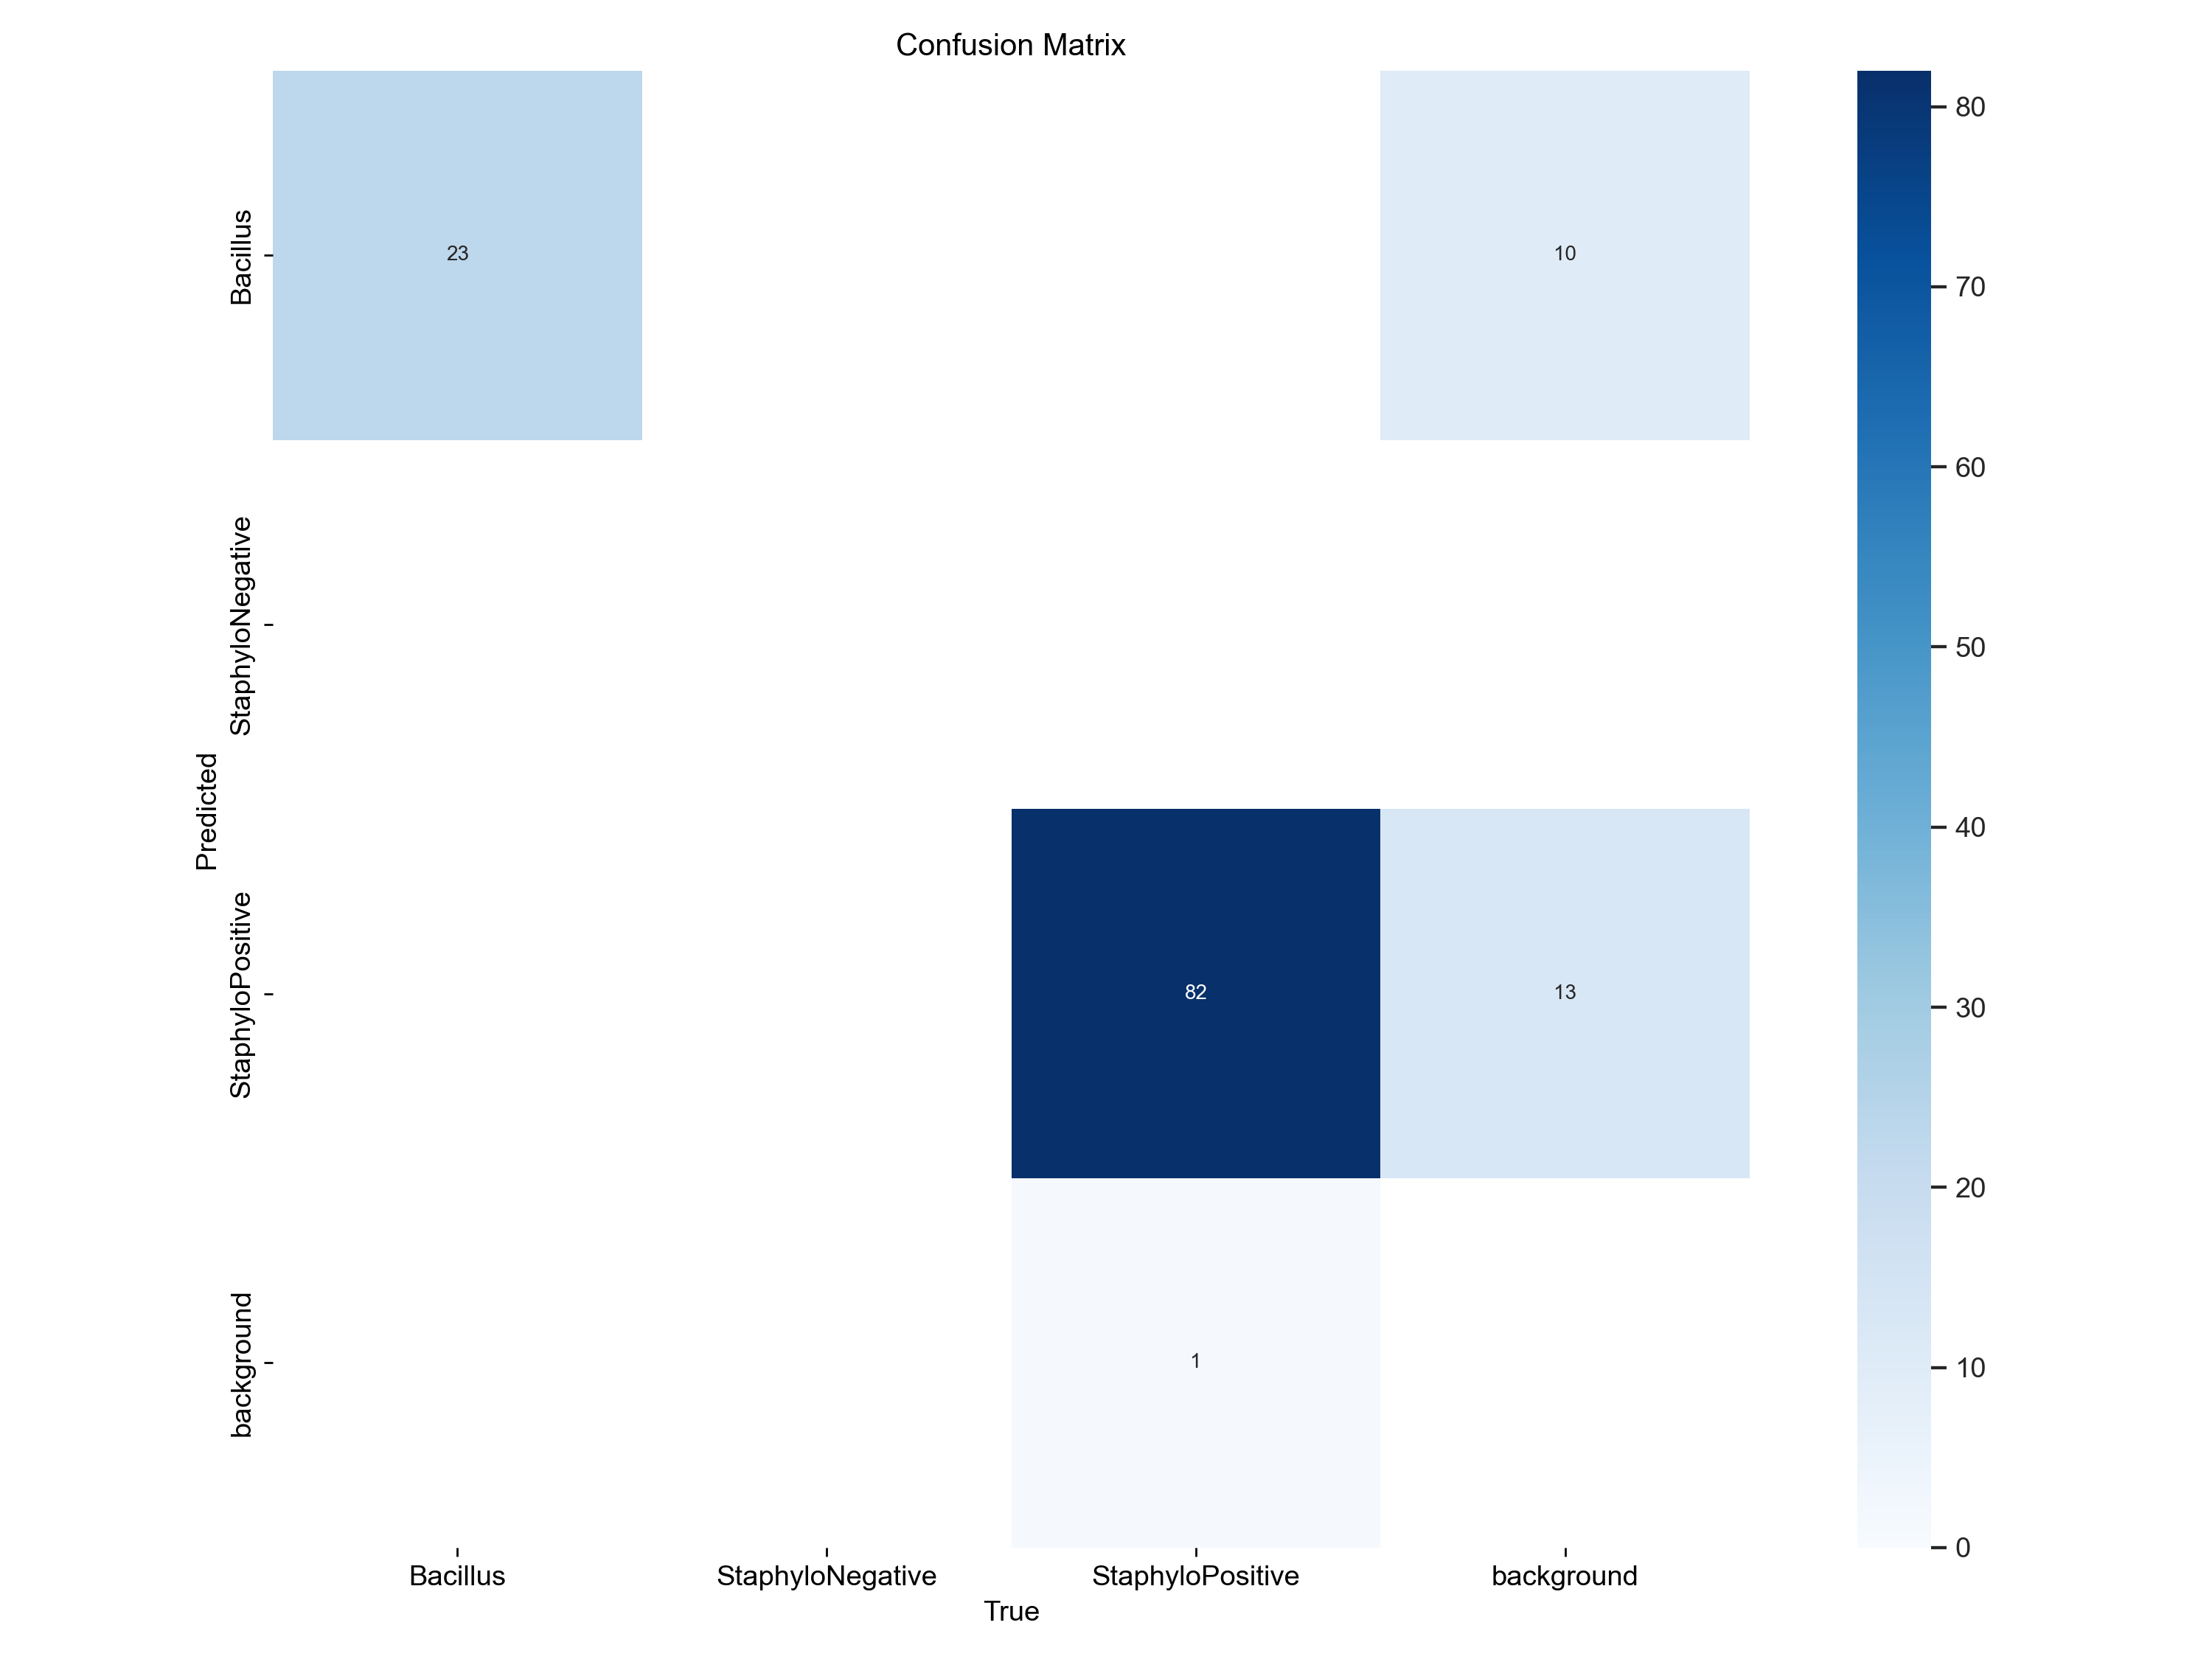 Confusion Matrix
Bacillus
StaphyloNegative
StaphyloPositive
background
Predicted
23
10
82
13
1
Bacillus
StaphyloNegative
StaphyloPositive
background
True
80
70
60
50
40
30
20
10
0